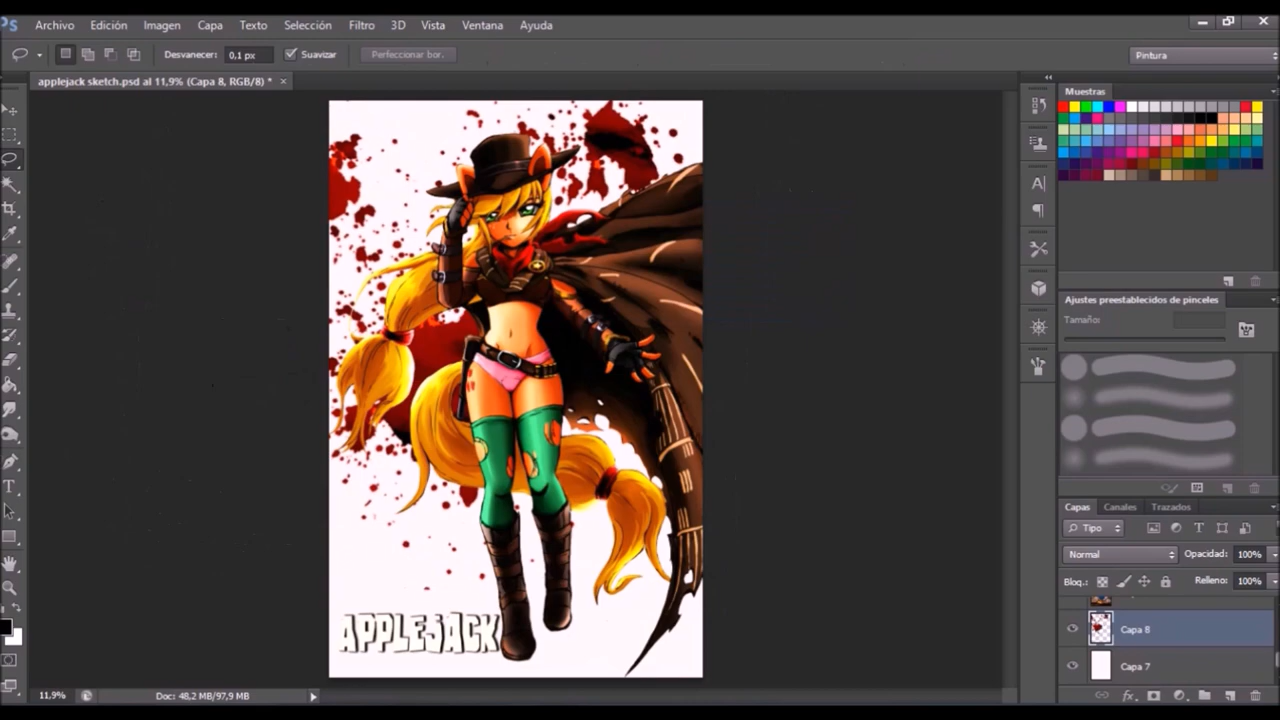 PS Archivo Edición Imagen Capa Texto Selección Filtro 3D Vista Ventana Ayuda
Desvanecer: 0,1 px Suavizar Perfeccionar bor. Pintura
applejack sketch.psd al 11,9% (Capa 8, RGB/8) * ×
Muestras
Ajustes preestablecidos de pinceles
Tamaño:
APPLEJACK
Capas Canales Trazados
Tipo
Normal Opacidad: 100%
Bloq.: Relleno: 100%
Capa 8
Capa 7
11,9% Doc: 48,2 MB/97,9 MB